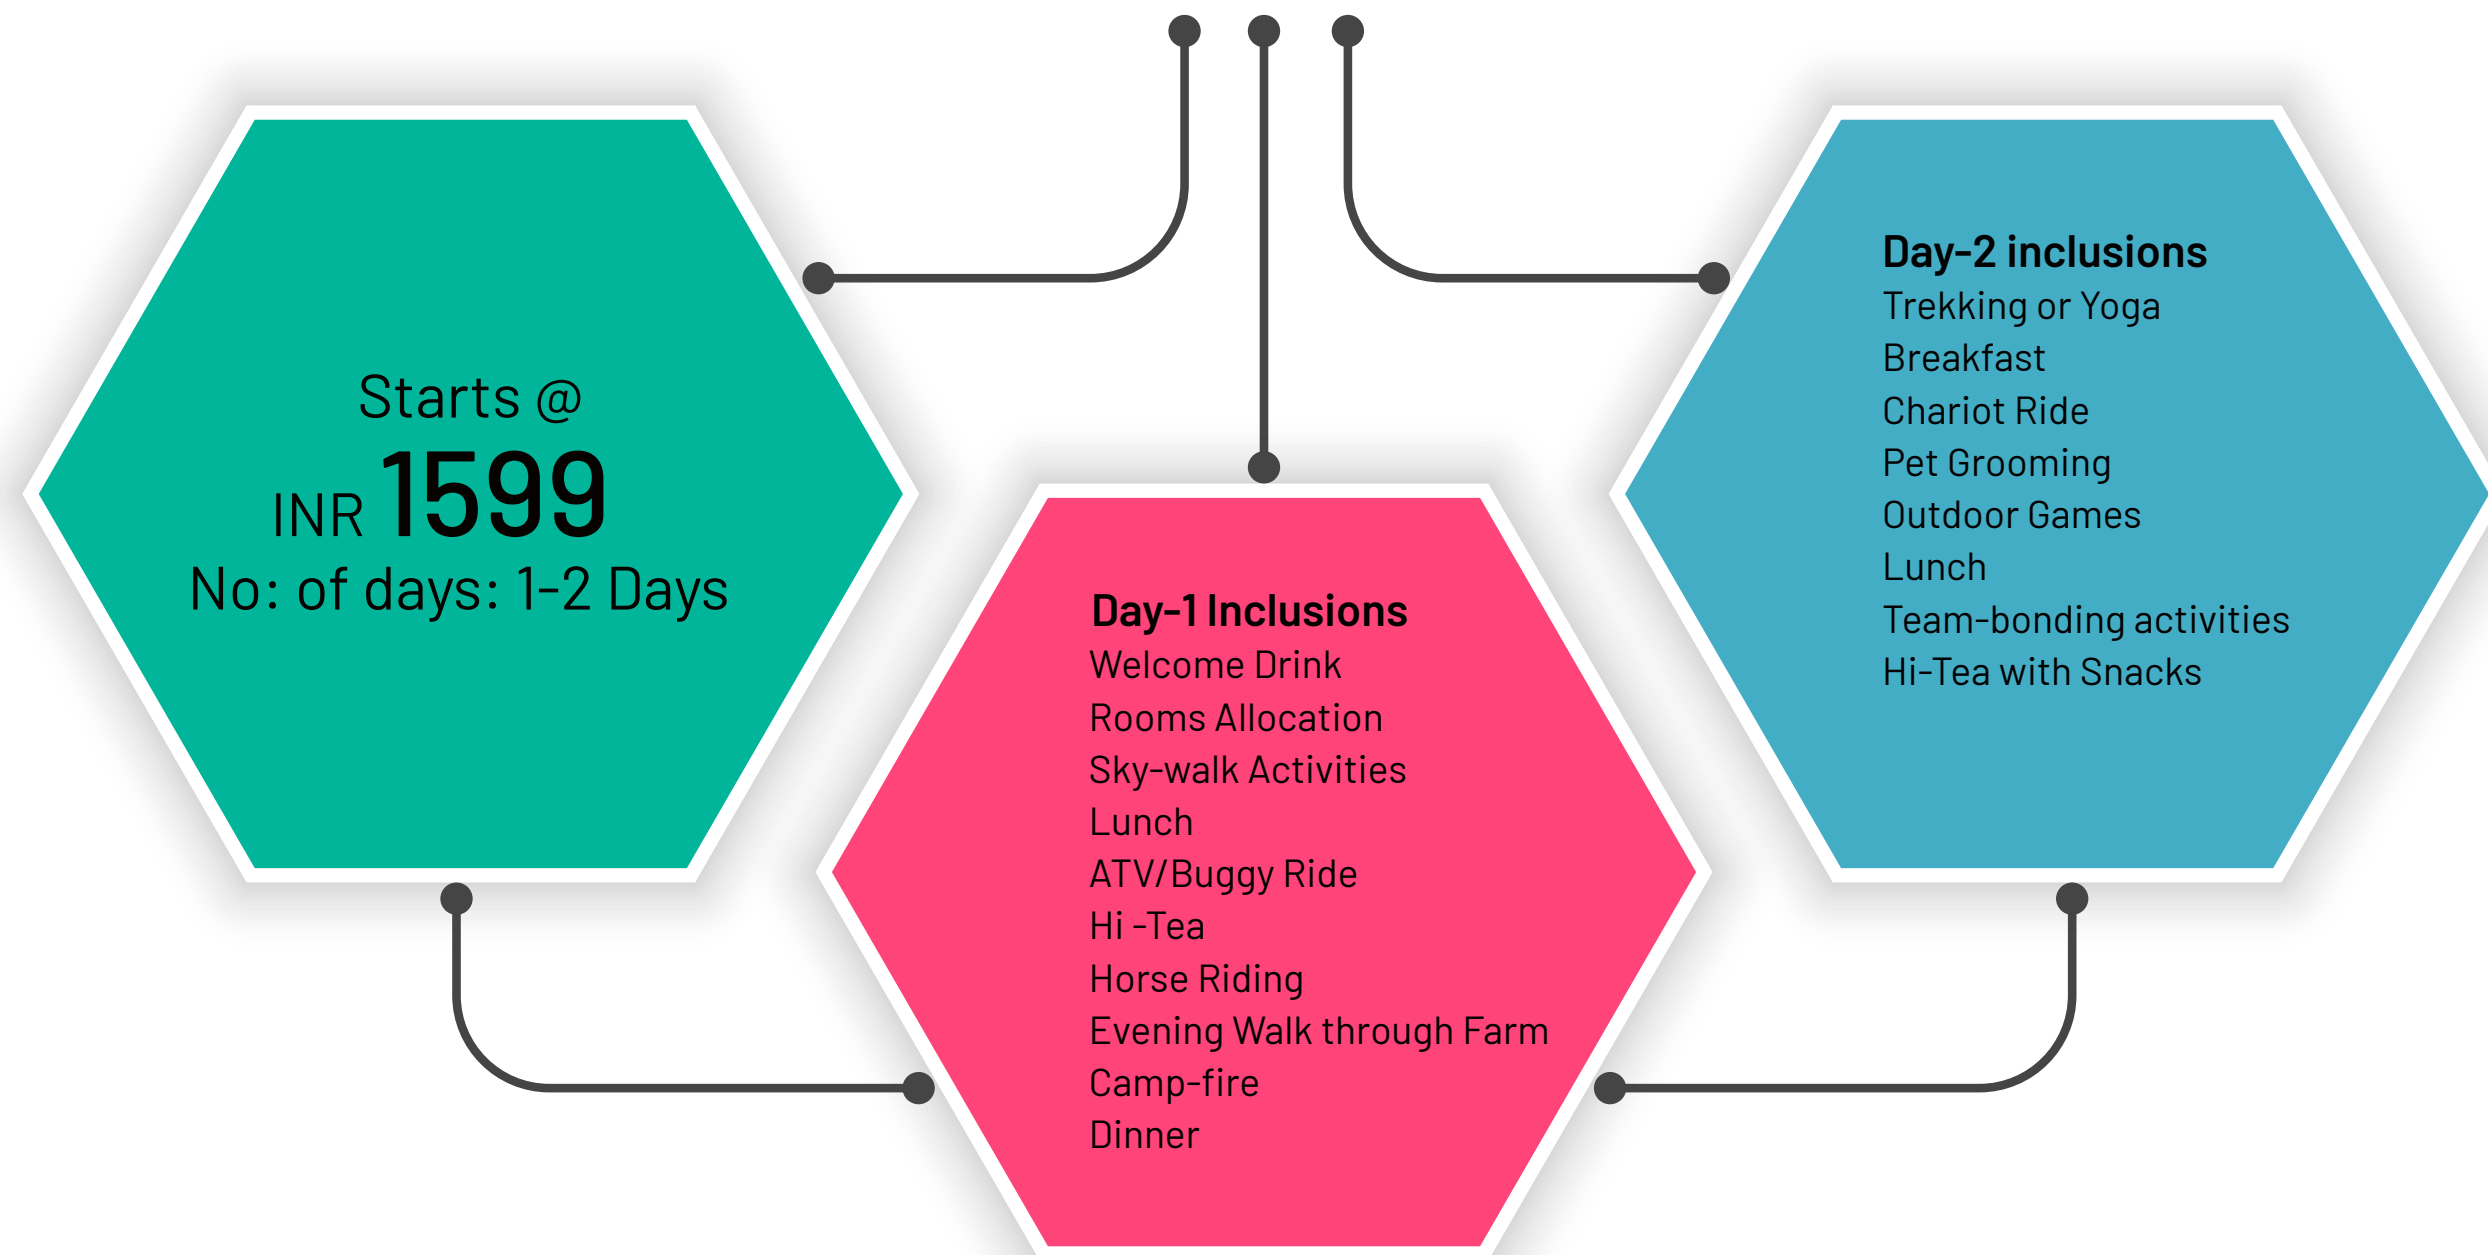 Starts @
INR 1599
No: of days: 1-2 Days
Day-1 Inclusions
Welcome Drink
Rooms Allocation
Sky-walk Activities
Lunch
ATV/Buggy Ride
Hi -Tea
Horse Riding
Evening Walk through Farm
Camp-fire
Dinner
Day-2 inclusions
Trekking or Yoga
Breakfast
Chariot Ride
Pet Grooming
Outdoor Games
Lunch
Team-bonding activities
Hi-Tea with Snacks